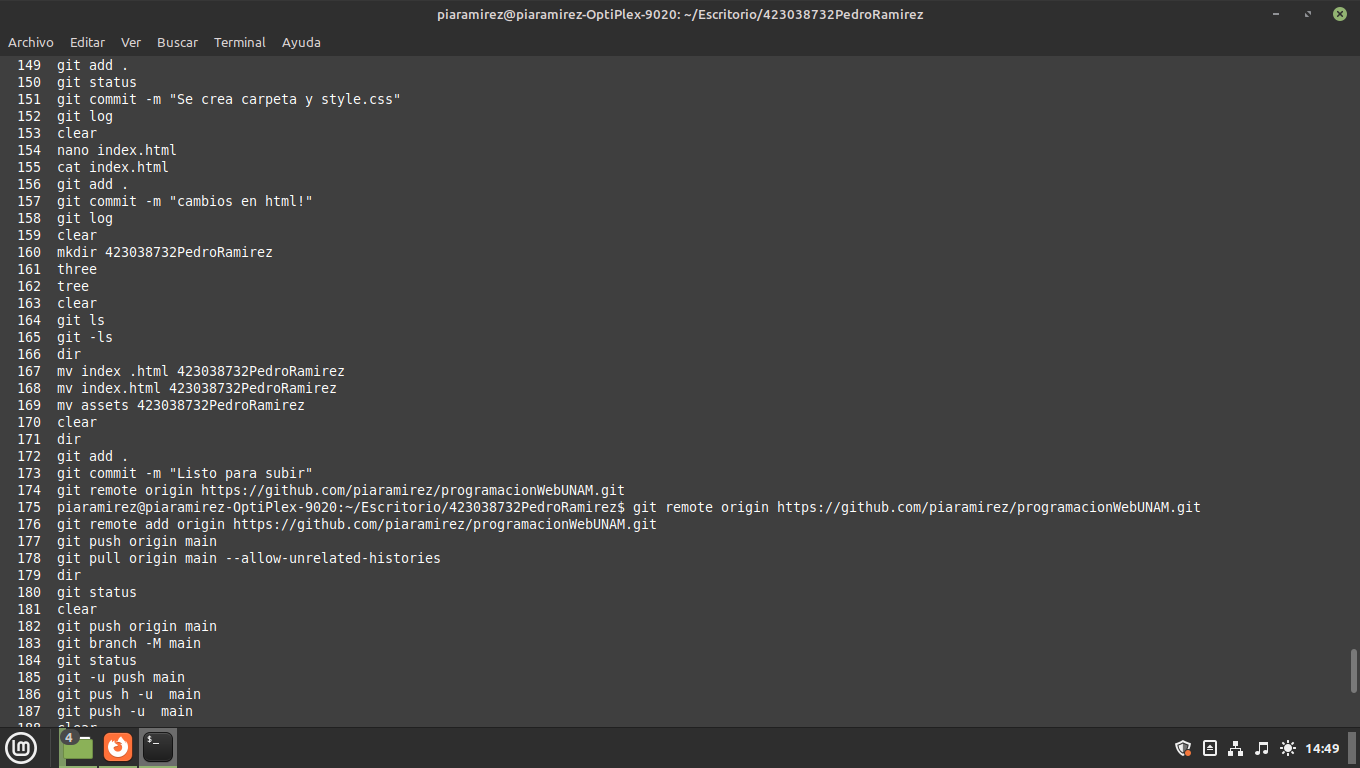 piaramirez@piaramirez-OptiPlex-9020: ~/Escritorio/423038732PedroRamirez
Archivo Editar Ver Buscar Terminal Ayuda
149 git add .
150 git status
151 git commit -m "Se crea carpeta y style.css"
152 git log
153 clear
154 nano index.html
155 cat index.html
156 git add .
157 git commit -m "cambios en html!"
158 git log
159 clear
160 mkdir 423038732PedroRamirez
161 three
162 tree
163 clear
164 git ls
165 git -ls
166 dir
167 mv index .html 423038732PedroRamirez
168 mv index.html 423038732PedroRamirez
169 mv assets 423038732PedroRamirez
170 clear
171 dir
172 git add .
173 git commit -m "Listo para subir"
174 git remote origin https://github.com/piaramirez/programacionWebUNAM.git
175 piaramirez@piaramirez-OptiPlex-9020:~/Escritorio/423038732PedroRamirez$ git remote origin https://github.com/piaramirez/programacionWebUNAM.git
176 git remote add origin https://github.com/piaramirez/programacionWebUNAM.git
177 git push origin main
178 git pull origin main --allow-unrelated-histories
179 dir
180 git status
181 clear
182 git push origin main
183 git branch -M main
184 git status
185 git -u push main
186 git pus h -u  main
187 git push -u  main
188 clear
4
$_
14:49